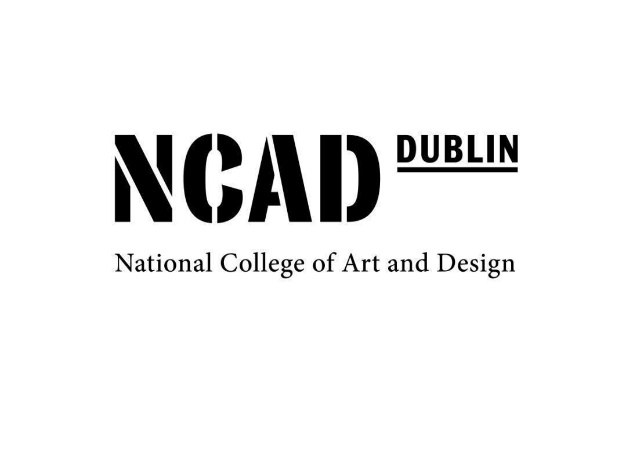 NCAD DUBLIN
National College of Art and Design